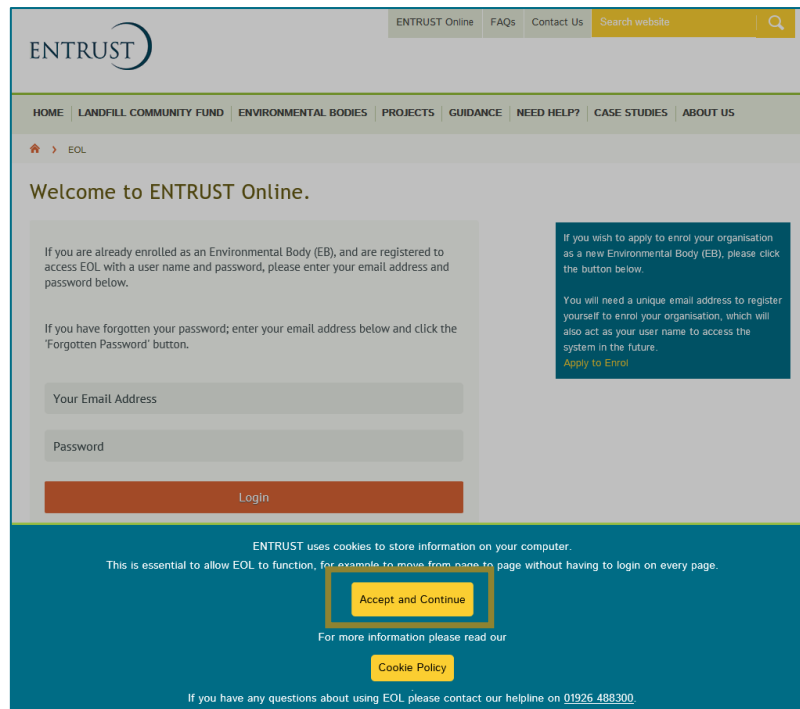 ENTRUST Online FAQs Contact Us Search website
ENTRUST
HOME LANDFILL COMMUNITY FUND ENVIRONMENTAL BODIES PROJECTS GUIDANCE NEED HELP? CASE STUDIES ABOUT US
EOL
Welcome to ENTRUST Online.
If you are already enrolled as an Environmental Body (EB), and are registered to
access EOL with a user name and password, please enter your email address and
password below.
If you have forgotten your password; enter your email address below and click the
'Forgotten Password' button.
Your Email Address
Password
Login
If you wish to apply to enrol your organisation
as a new Environmental Body (EB), please click
the button below.
You will need a unique email address to register
yourself to enrol your organisation, which will
also act as your user name to access the
system in the future.
Apply to Enrol
ENTRUST uses cookies to store information on your computer.
This is essential to allow EOL to function, for example to move from page to page without having to login on every page.
Accept and Continue
For more information please read our
Cookie Policy
.
If you have any questions about using EOL please contact our helpline on 01926 488300.